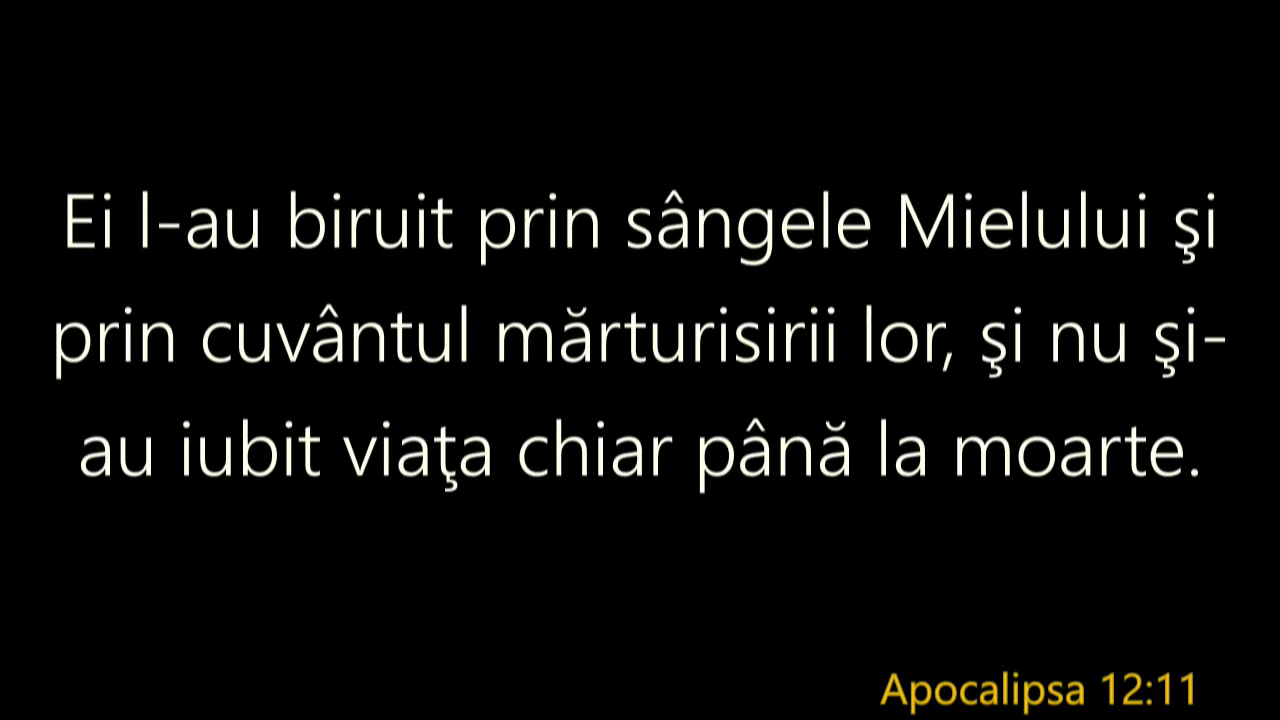 Ei l-au biruit prin sângele Mielului şi
prin cuvântul mărturisirii lor, şi nu şi-
au iubit viaţa chiar până la moarte.
Apocalipsa 12:11